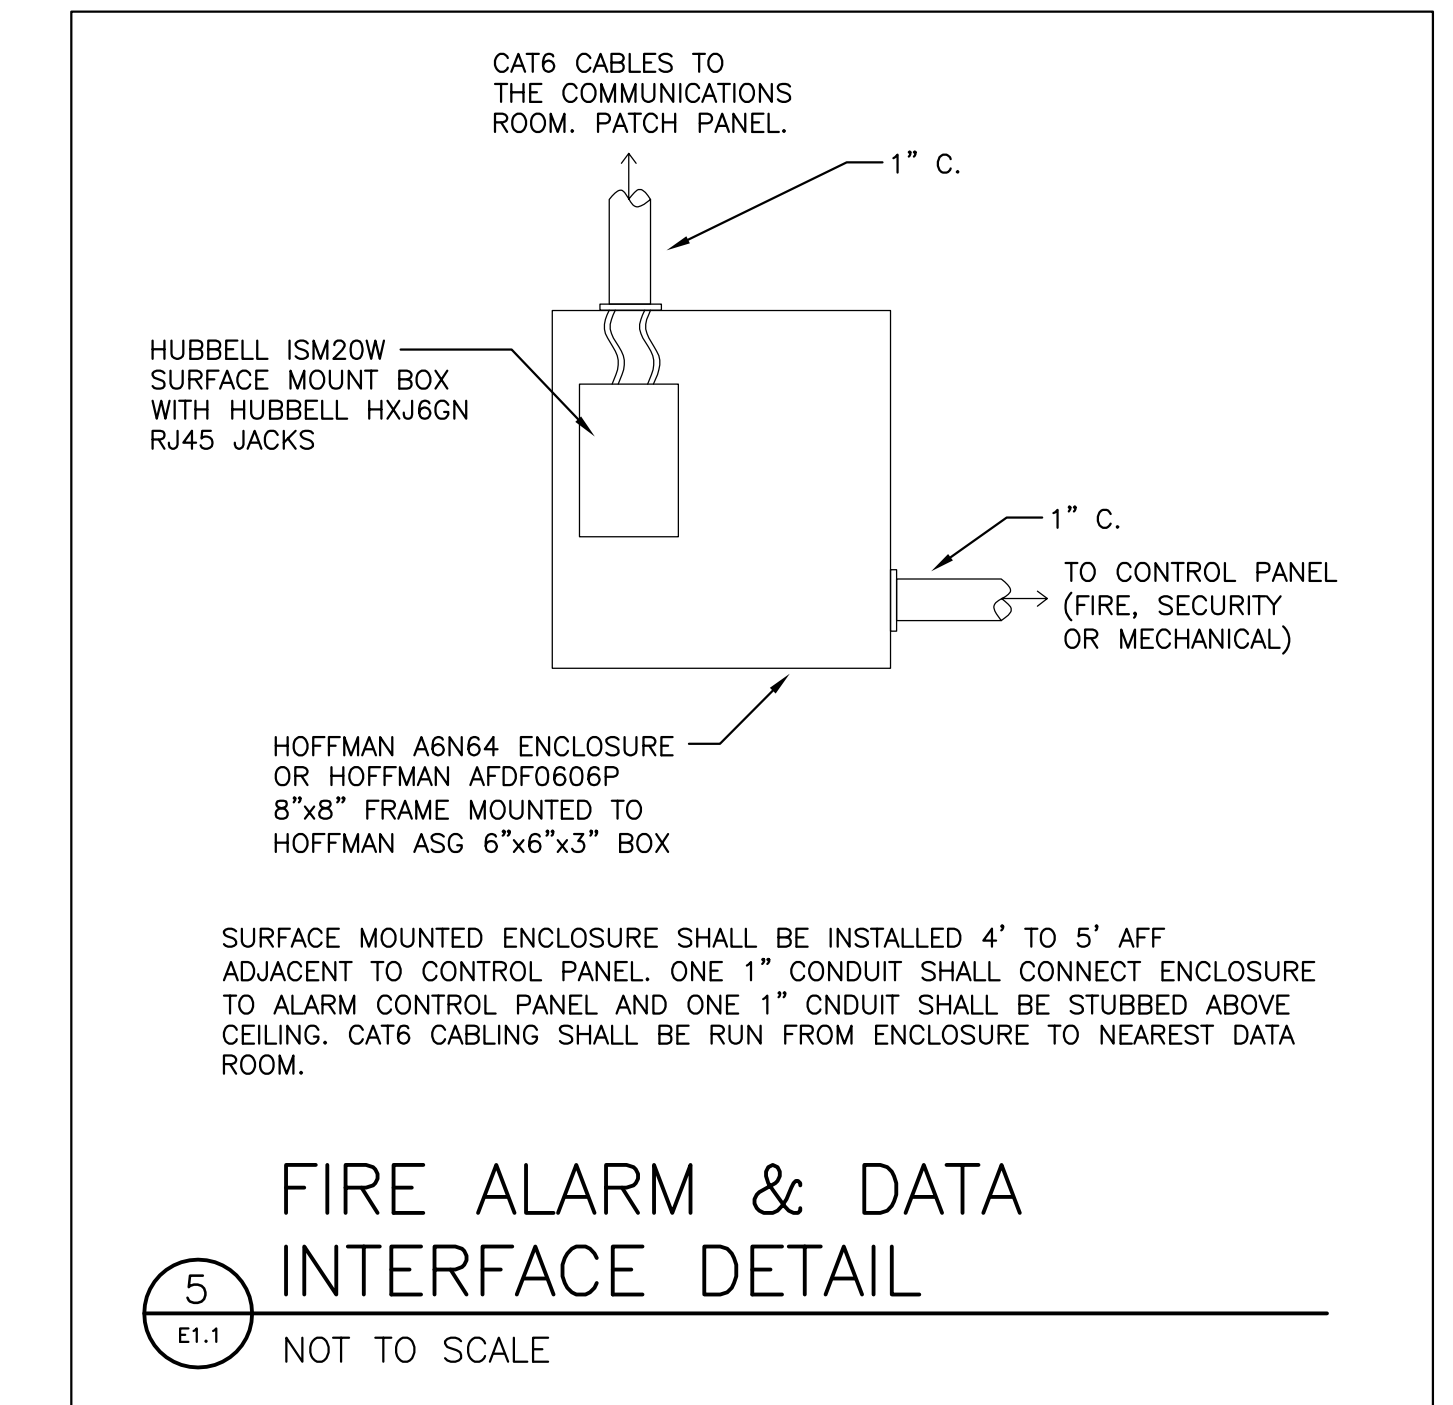 CAT6 CABLES TO
THE COMMUNICATIONS
ROOM. PATCH PANEL.
1" C.
HUBBELL ISM20W
SURFACE MOUNT BOX
WITH HUBBELL HXJ6GN
RJ45 JACKS
1" C.
TO CONTROL PANEL
(FIRE, SECURITY
OR MECHANICAL)
HOFFMAN A6N64 ENCLOSURE
OR HOFFMAN AFDF0606P
8"x8" FRAME MOUNTED TO
HOFFMAN ASG 6"x6"x3" BOX
SURFACE MOUNTED ENCLOSURE SHALL BE INSTALLED 4' TO 5' AFF
ADJACENT TO CONTROL PANEL. ONE 1" CONDUIT SHALL CONNECT ENCLOSURE
TO ALARM CONTROL PANEL AND ONE 1" CNDUIT SHALL BE STUBBED ABOVE
CEILING. CAT6 CABLING SHALL BE RUN FROM ENCLOSURE TO NEAREST DATA
ROOM.
FIRE ALARM & DATA
INTERFACE DETAIL
5
E1.1
NOT TO SCALE